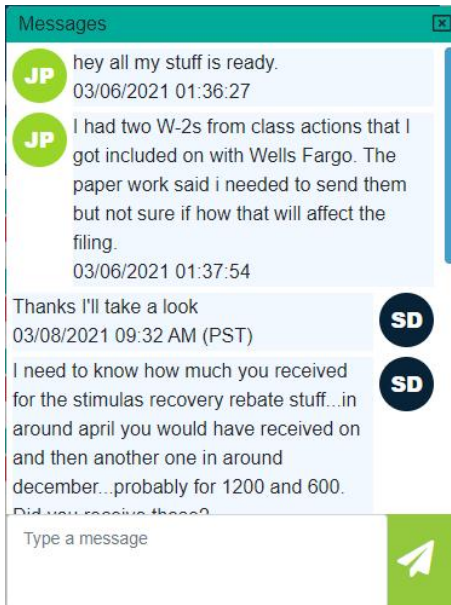 Messages
JP
hey all my stuff is ready.
03/06/2021 01:36:27
JP
I had two W-2s from class actions that I
got included on with Wells Fargo. The
paper work said i needed to send them
but not sure if how that will affect the
filing.
03/06/2021 01:37:54
Thanks I'll take a look
03/08/2021 09:32 AM (PST)
SD
I need to know how much you received
for the stimulas recovery rebate stuff...in
around april you would have received on
and then another one in around
december...probably for 1200 and 600.
Did you receive these?
SD
Type a message